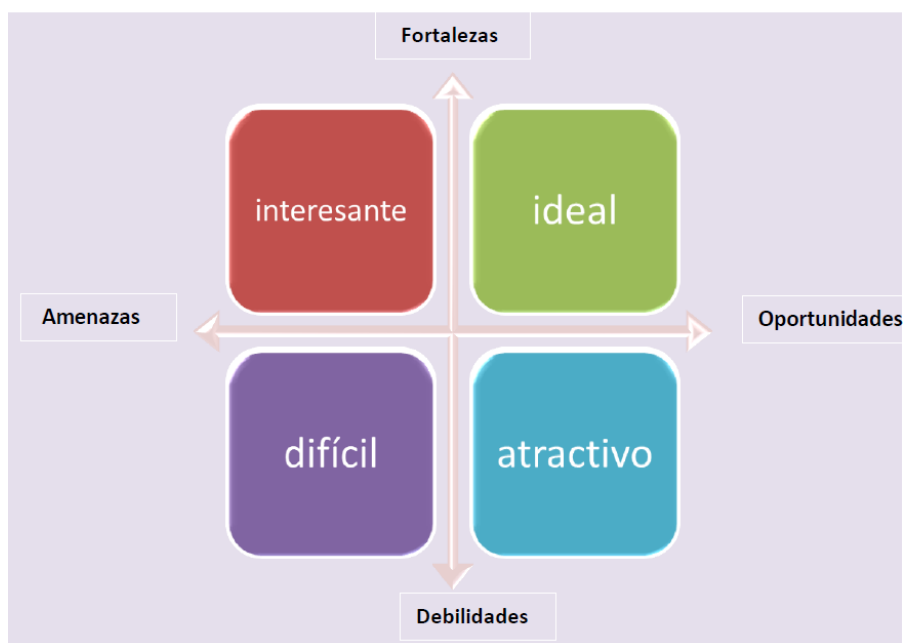 Fortalezas
interesante
ideal
Amenazas
Oportunidades
difícil
atractivo
Debilidades